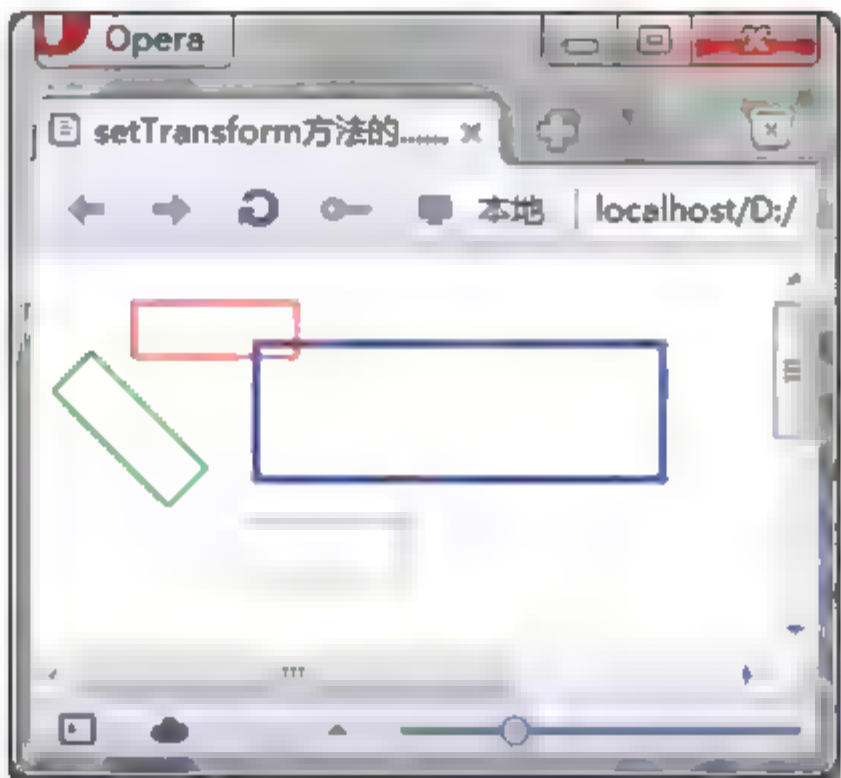 Opera
setTransform方法的......
本地 localhost/D:/